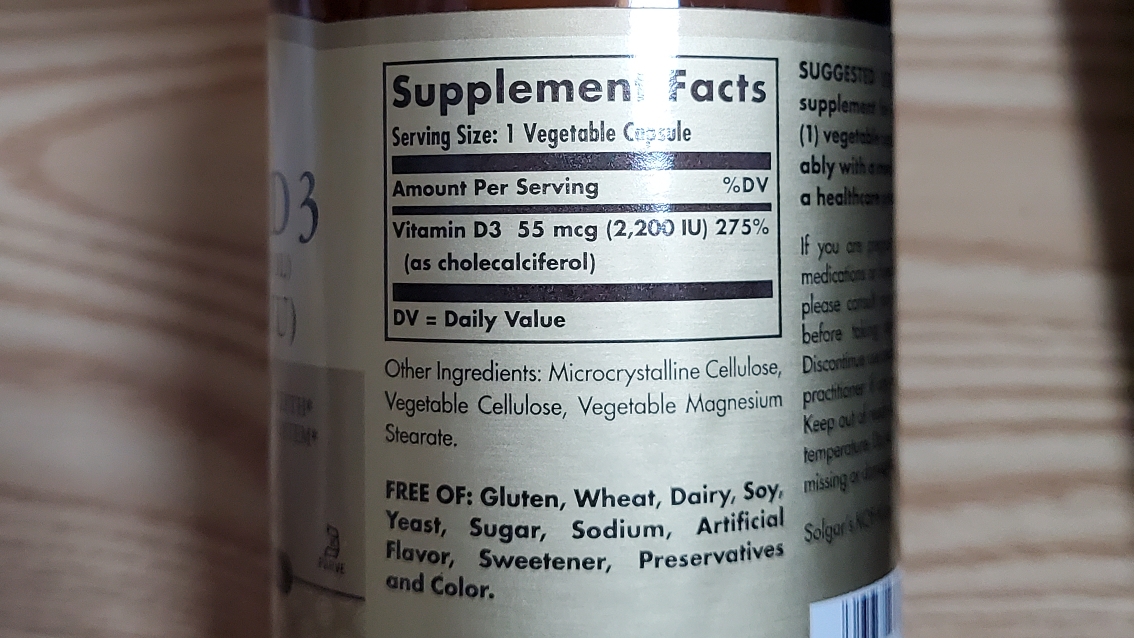 D3
Supplement Facts
Serving Size: 1 Vegetable Capsule
Amount Per Serving %DV
Vitamin D3 55 mcg (2,200 IU) 275%
(as cholecalciferol)
DV = Daily Value
Other Ingredients: Microcrystalline Cellulose,
Vegetable Cellulose, Vegetable Magnesium
Stearate.
FREE OF: Gluten, Wheat, Dairy, Soy,
Yeast, Sugar, Sodium, Artificial
Flavor, Sweetener, Preservatives
and Color.
SUGGESTED
supplement
(1) vegetable
ably with a
a healthcare
If you are
medications
please consult
before taking
Discontinue
practitioner
Keep out of
temperature.
missing or
Solgar's